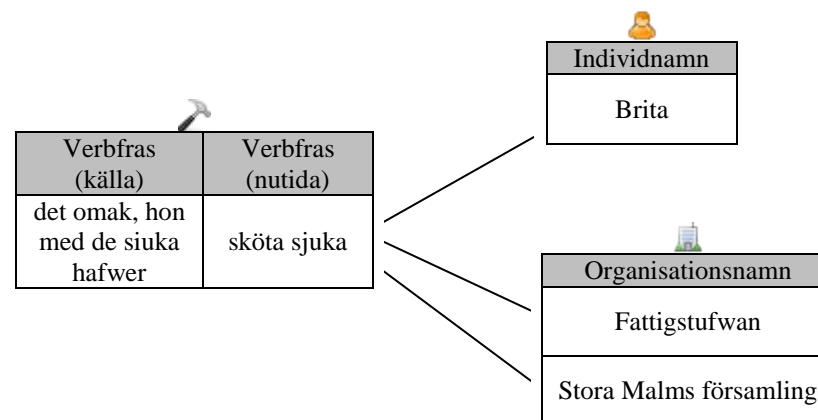 Individnamn
Brita
Verbfras
(källa)
Verbfras
(nutida)
det omak, hon
med de siuka
hafwer
sköta sjuka
Organisationsnamn
Fattigstufwan
Stora Malms församling